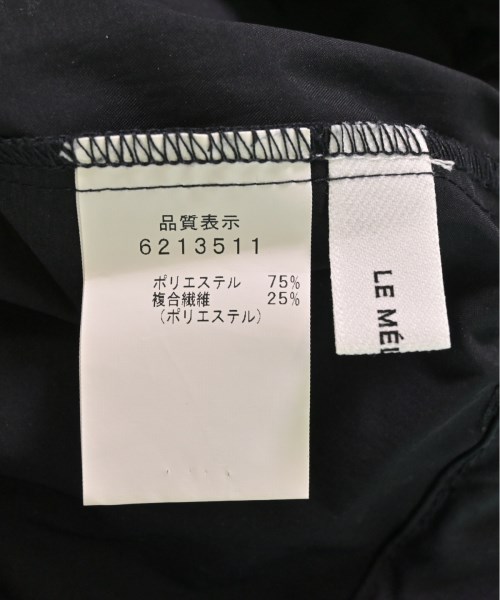 品質表示
6213511
ポリエステル 75%
複合繊維 25%
(ポリエステル)
LE MÉI